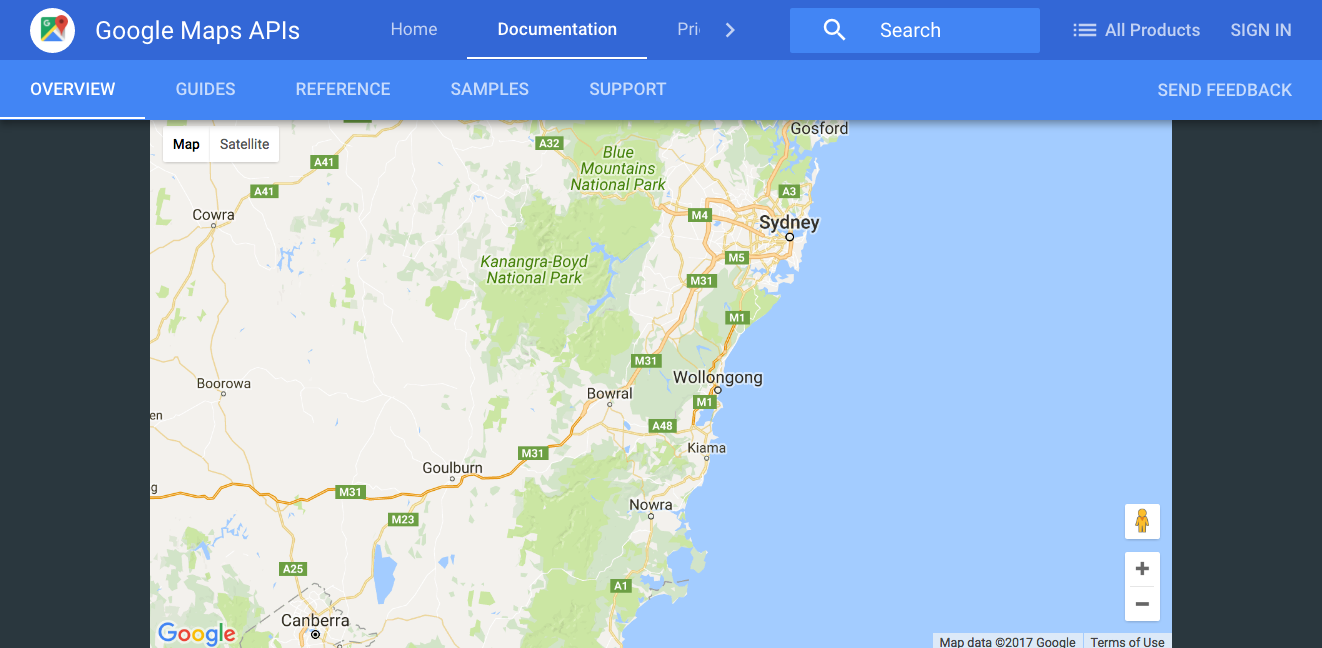 Google Maps APIs
Home
Documentation
Pri
Search
All Products
SIGN IN
OVERVIEW
GUIDES
REFERENCE
SAMPLES
SUPPORT
SEND FEEDBACK
Map
Satellite
Gosford
A32
Blue
Mountains
National Park
A41
A41
A3
Cowra
M4
Sydney
Kanangra-Boyd
National Park
M5
M31
M1
M31
Wollongong
Boorowa
Bowral
M1
en
A48
Kiama
M31
Goulburn
g
M31
Nowra
M23
A25
A1
Canberra
Google
Map data ©2017 Google
Terms of Use